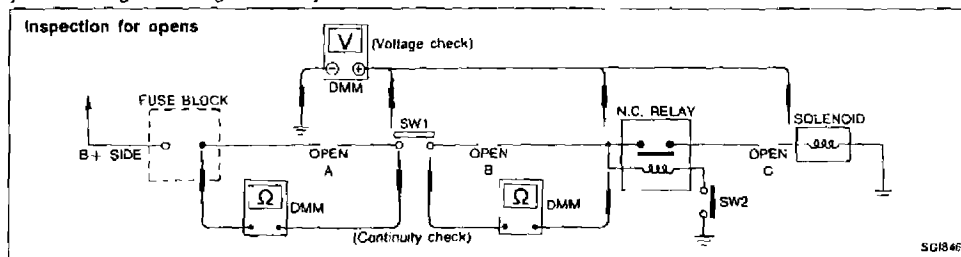 Inspection for opens
V
(Voltage check)
DMM
FUSE BLOCK
SW1
N.C. RELAY
SOLENOID
B+ SIDE
OPEN
A
OPEN
B
OPEN
C
Ω
DMM
Ω
DMM
SW2
(Continuity check)